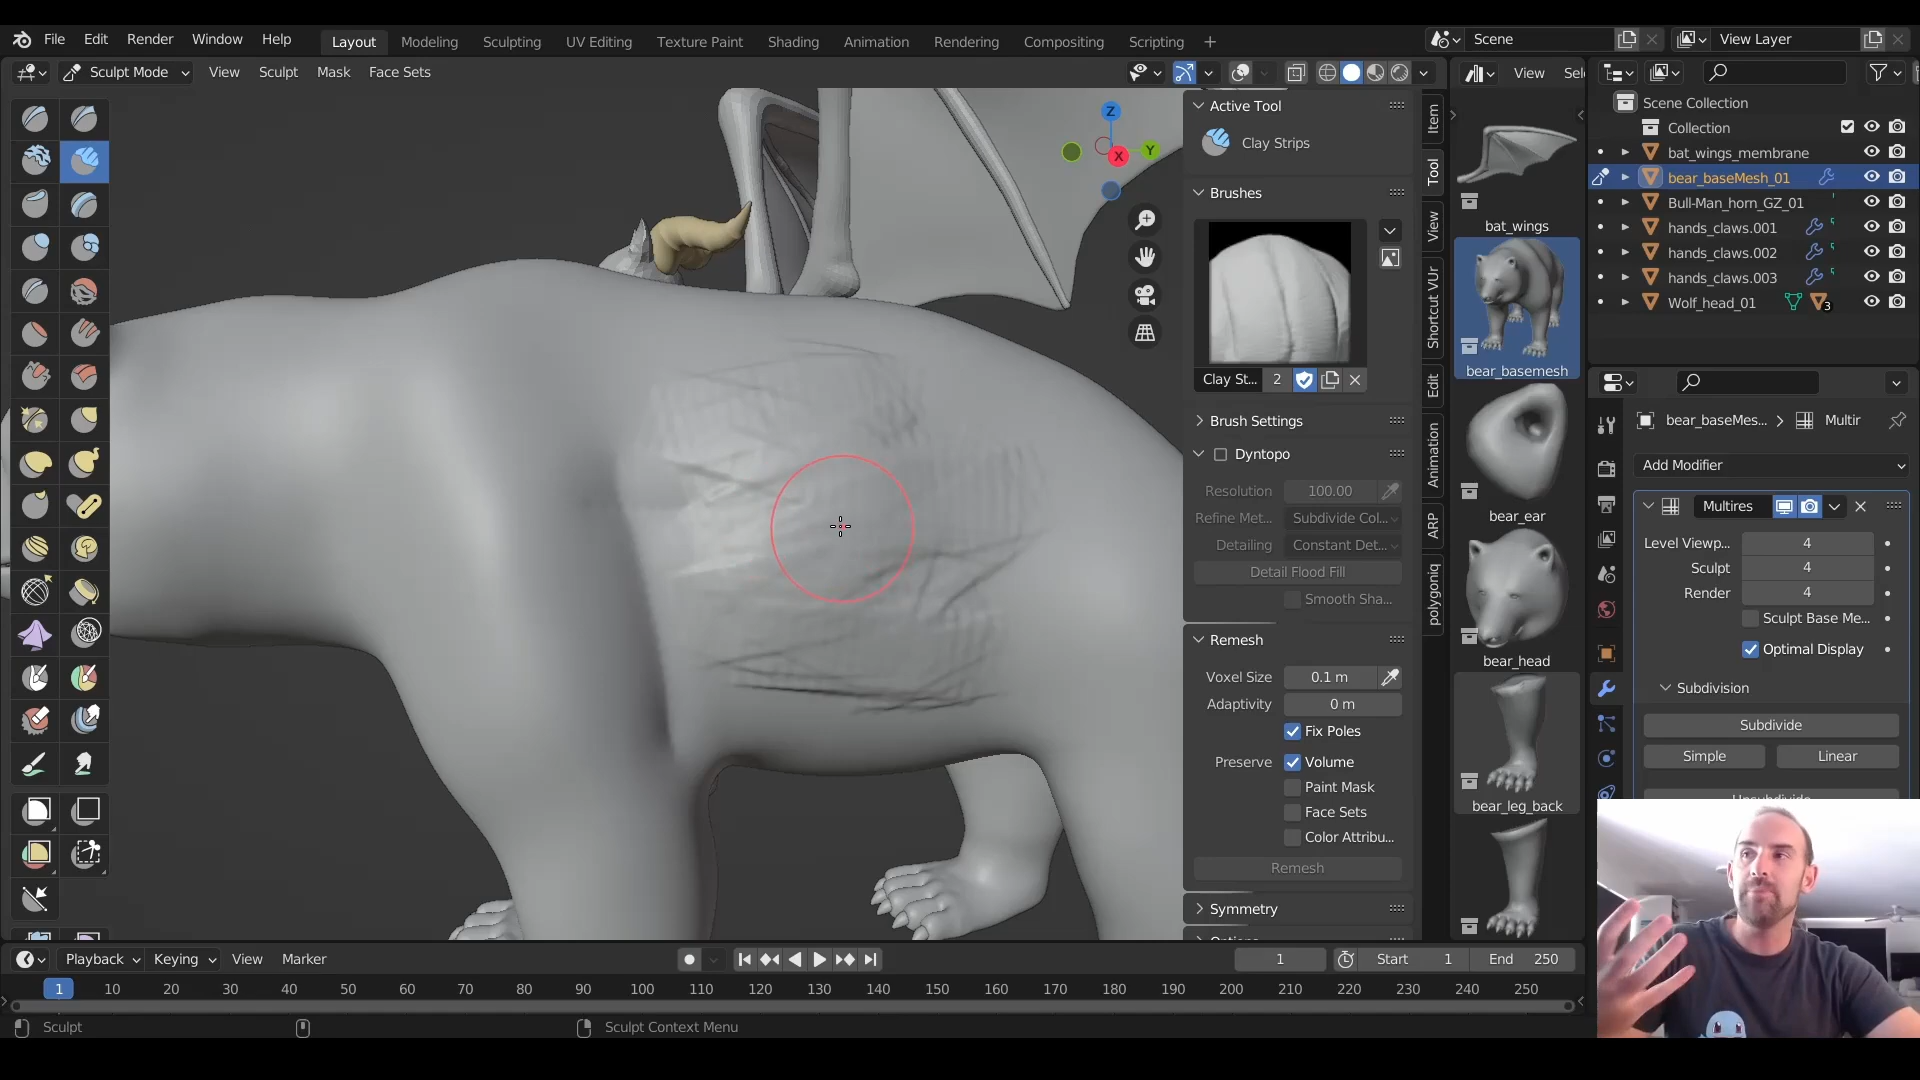 File Edit Render Window Help
Layout Modeling Sculpting UV Editing Texture Paint Shading Animation Rendering Compositing Scripting +
Scene
View Layer
Sculpt Mode View Sculpt Mask Face Sets
View Sel
Z
Y
X
Item
Tool
View
Shortcut VUr
Edit
Animation
ARP
polygoniq
Active Tool
Clay Strips
Brushes
Clay St... 2
Brush Settings
Dyntopo
Resolution 100.00
Refine Met... Subdivide Col...
Detailing Constant Det...
Detail Flood Fill
Smooth Sha...
Remesh
Voxel Size 0.1 m
Adaptivity 0 m
Fix Poles
Preserve Volume
Paint Mask
Face Sets
Color Attribu...
Remesh
Symmetry
bat_wings
bear_basemesh
bear_ear
bear_head
bear_leg_back
Scene Collection
Collection
bat_wings_membrane
bear_baseMesh_01
Bull-Man_horn_GZ_01
hands_claws.001
hands_claws.002
hands_claws.003
Wolf_head_01 3
bear_baseMes... > Multir
Add Modifier
Multires
Level Viewp... 4
Sculpt 4
Render 4
Sculpt Base Me...
Optimal Display
Subdivision
Subdivide
Simple Linear
Playback Keying View Marker
1 Start 1 End 250
1 10 20 30 40 50 60 70 80 90 100 110 120 130 140 150 160 170 180 190 200 210 220 230 240 250
Sculpt Sculpt Context Menu